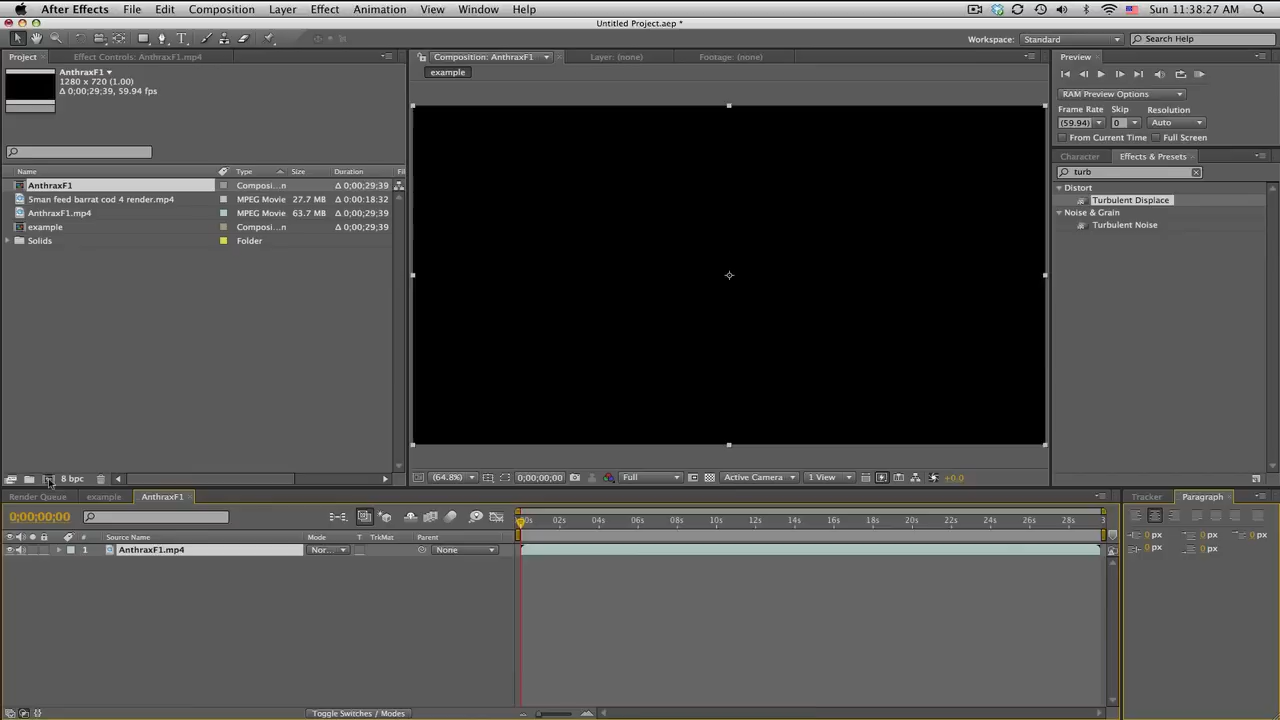 After Effects File Edit Composition Layer Effect Animation View Window Help Sun 11:38:27 AM
Untitled Project.aep *
Workspace: Standard Search Help
Project Effect Controls: AnthraxF1.mp4 Composition: AnthraxF1 Layer: (none) Footage: (none) Preview
example
AnthraxF1
1280 x 720 (1.00)
Δ 0;00;29;39, 59.94 fps
RAM Preview Options
Frame Rate Skip Resolution
(59.94) 0 Auto
From Current Time Full Screen
Character Effects & Presets
turb
Name Type Size Duration Fil
Distort
AnthraxF1 Composi...n Δ 0;00;29;39
Turbulent Displace
5man feed barrat cod 4 render.mp4 MPEG Movie 27.7 MB Δ 0:00:18:32
Noise & Grain
AnthraxF1.mp4 MPEG Movie 63.7 MB Δ 0;00;29;39
Turbulent Noise
example Composi...n Δ 0;00;29;39
Solids Folder
8 bpc
(64.8%) 0;00;00;00 Full Active Camera 1 View +0.0
Render Queue example AnthraxF1 Tracker Paragraph
0;00;00;00
:00s 02s 04s 06s 08s 10s 12s 14s 16s 18s 20s 22s 24s 26s 28s 3
# Source Name Mode T TrkMat Parent
0 px 0 px 0 px
0 px 0 px
1 AnthraxF1.mp4 Nor... None
Toggle Switches / Modes